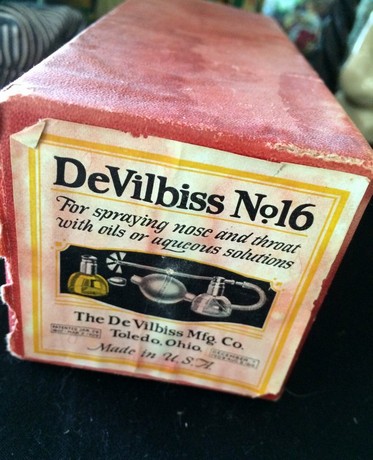 DeVilbiss No16
For spraying nose and throat
with oils or aqueous solutions
The DeVilbiss Mfg. Co.
Toledo, Ohio.
Made in U.S.A.